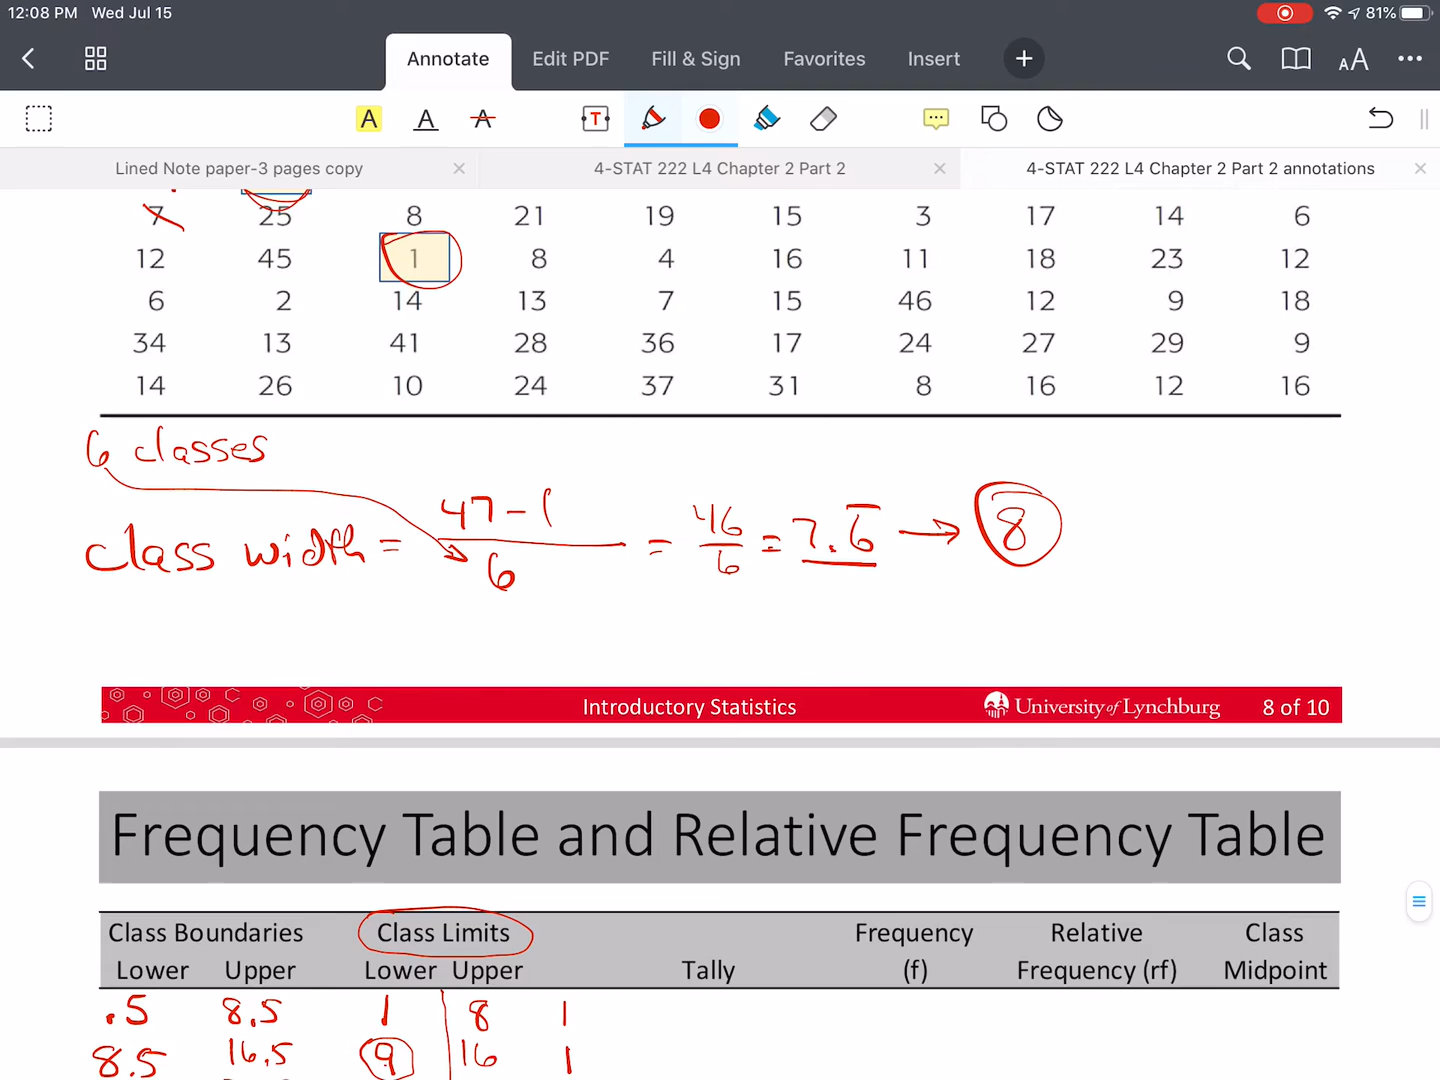 12:08 PM Wed Jul 15 81%
Annotate Edit PDF Fill & Sign Favorites Insert +
A A A T
Lined Note paper-3 pages copy 4-STAT 222 L4 Chapter 2 Part 2 4-STAT 222 L4 Chapter 2 Part 2 annotations
7 25 8 21 19 15 3 17 14 6
12 45 1 8 4 16 11 18 23 12
6 2 14 13 7 15 46 12 9 18
34 13 41 28 36 17 24 27 29 9
14 26 10 24 37 31 8 16 12 16
6 classes
class width = 47 - 1 / 6 = 46/6 = 7.6̅ → 8
Introductory Statistics University of Lynchburg 8 of 10
Frequency Table and Relative Frequency Table
Class Boundaries Class Limits Frequency Relative Class
Lower Upper Lower Upper Tally (f) Frequency (rf) Midpoint
.5 8.5 1 8 1
8.5 16.5 9 16 1